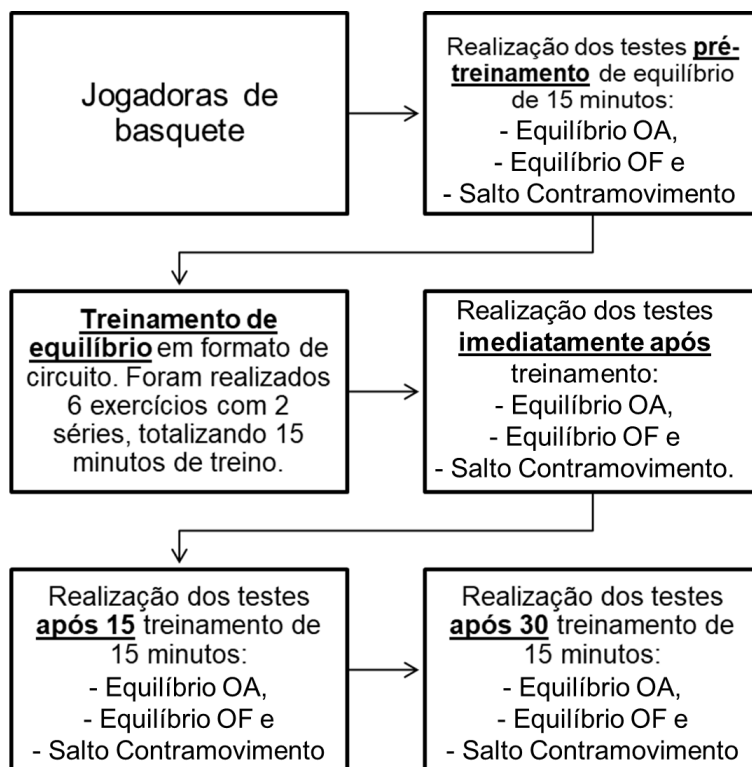 Jogadoras de
basquete
Realização dos testes pré-
treinamento de equilíbrio
de 15 minutos:
- Equilíbrio OA,
- Equilíbrio OF e
- Salto Contramovimento
Treinamento de
equilíbrio em formato de
circuito. Foram realizados
6 exercícios com 2
séries, totalizando 15
minutos de treino.
Realização dos testes
imediatamente após
treinamento:
- Equilíbrio OA,
- Equilíbrio OF e
- Salto Contramovimento.
Realização dos testes
após 15 treinamento de
15 minutos:
- Equilíbrio OA,
- Equilíbrio OF e
- Salto Contramovimento
Realização dos testes
após 30 treinamento de
15 minutos:
- Equilíbrio OA,
- Equilíbrio OF e
- Salto Contramovimento